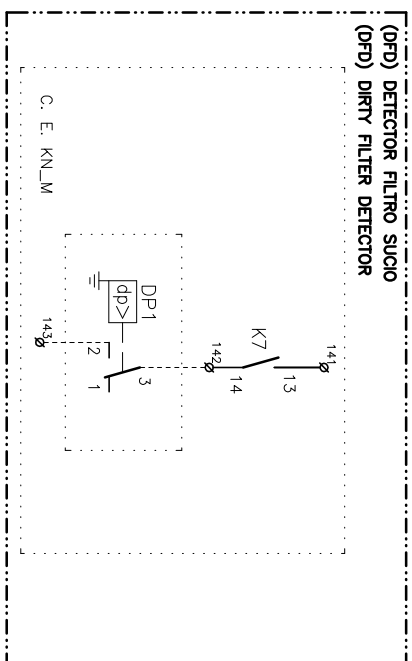 (DFD) DETECTOR FILTRO SUCIO
(DFD) DIRTY FILTER DETECTOR
141
13
K7
14
142
3
DP1
dp>
2
1
143
C. E. KN_M